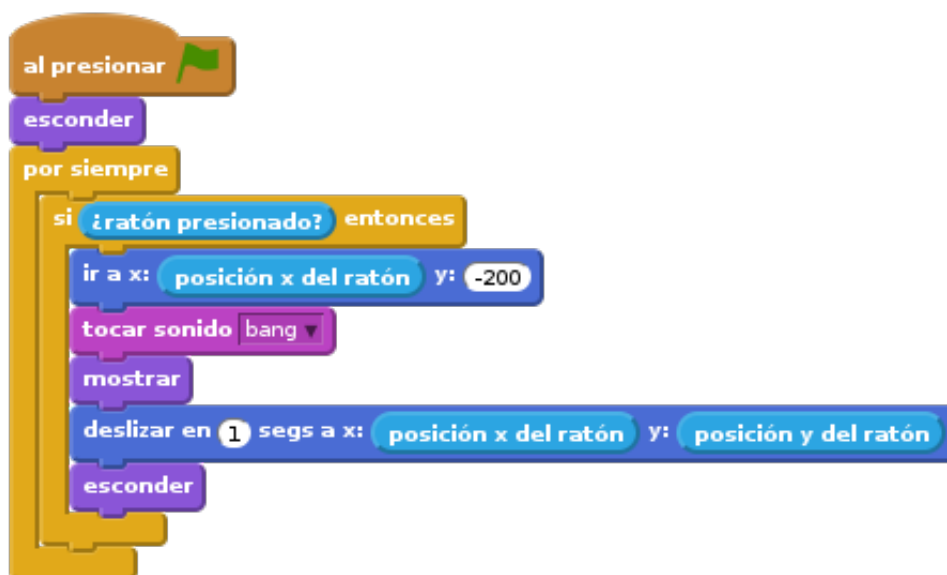 al presionar
esconder
por siempre
si ¿ratón presionado? entonces
ir a x: posición x del ratón y: -200
tocar sonido bang
mostrar
deslizar en 1 segs a x: posición x del ratón y: posición y del ratón
esconder